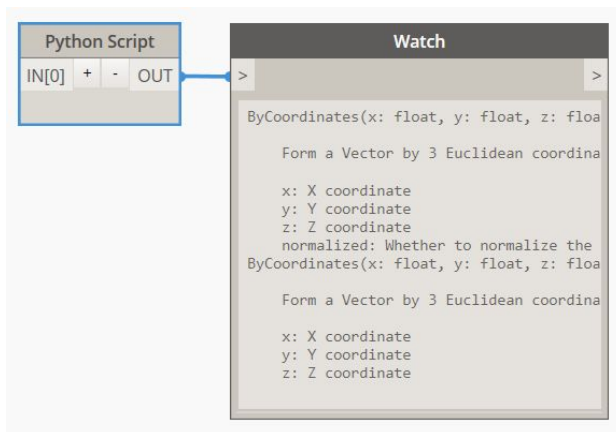 Python Script
IN[0] + - OUT
Watch
> >
ByCoordinates(x: float, y: float, z: floa
Form a Vector by 3 Euclidean coordina
x: X coordinate
y: Y coordinate
z: Z coordinate
normalized: Whether to normalize the
ByCoordinates(x: float, y: float, z: floa
Form a Vector by 3 Euclidean coordina
x: X coordinate
y: Y coordinate
z: Z coordinate